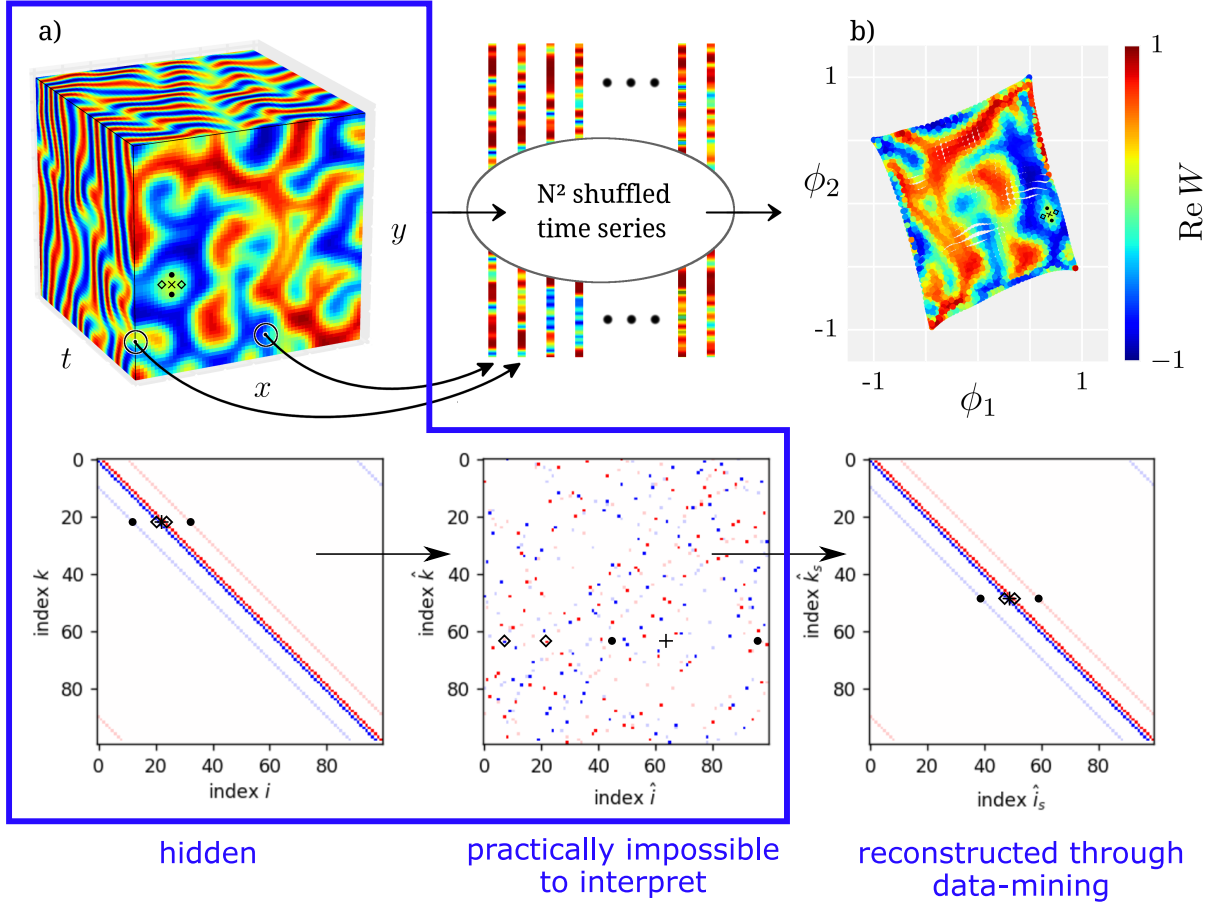 a)
y
t
x
N² shuffled
time series
b)
1
ϕ₂
-1
-1
1
ϕ₁
1
−1
Re W
0
20
40
60
80
index k
0
20
40
60
80
index i
0
20
40
60
80
index k̂
0
20
40
60
80
index î
0
20
40
60
80
index k̂ₛ
0
20
40
60
80
index îₛ
hidden
practically impossible
to interpret
reconstructed through
data-mining